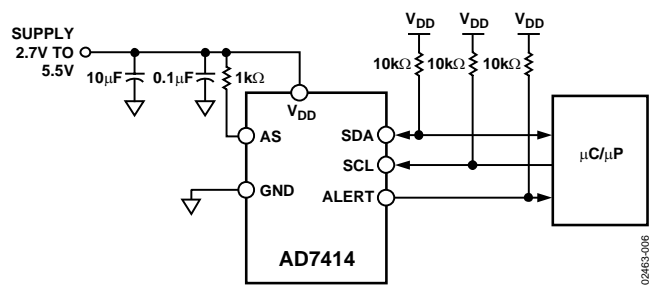 SUPPLY
2.7V TO
5.5V
10μF
0.1μF
1kΩ
V_DD
V_DD
V_DD
10kΩ
10kΩ
10kΩ
V_DD
AS
GND
SDA
SCL
ALERT
AD7414
μC/μP
02463-006